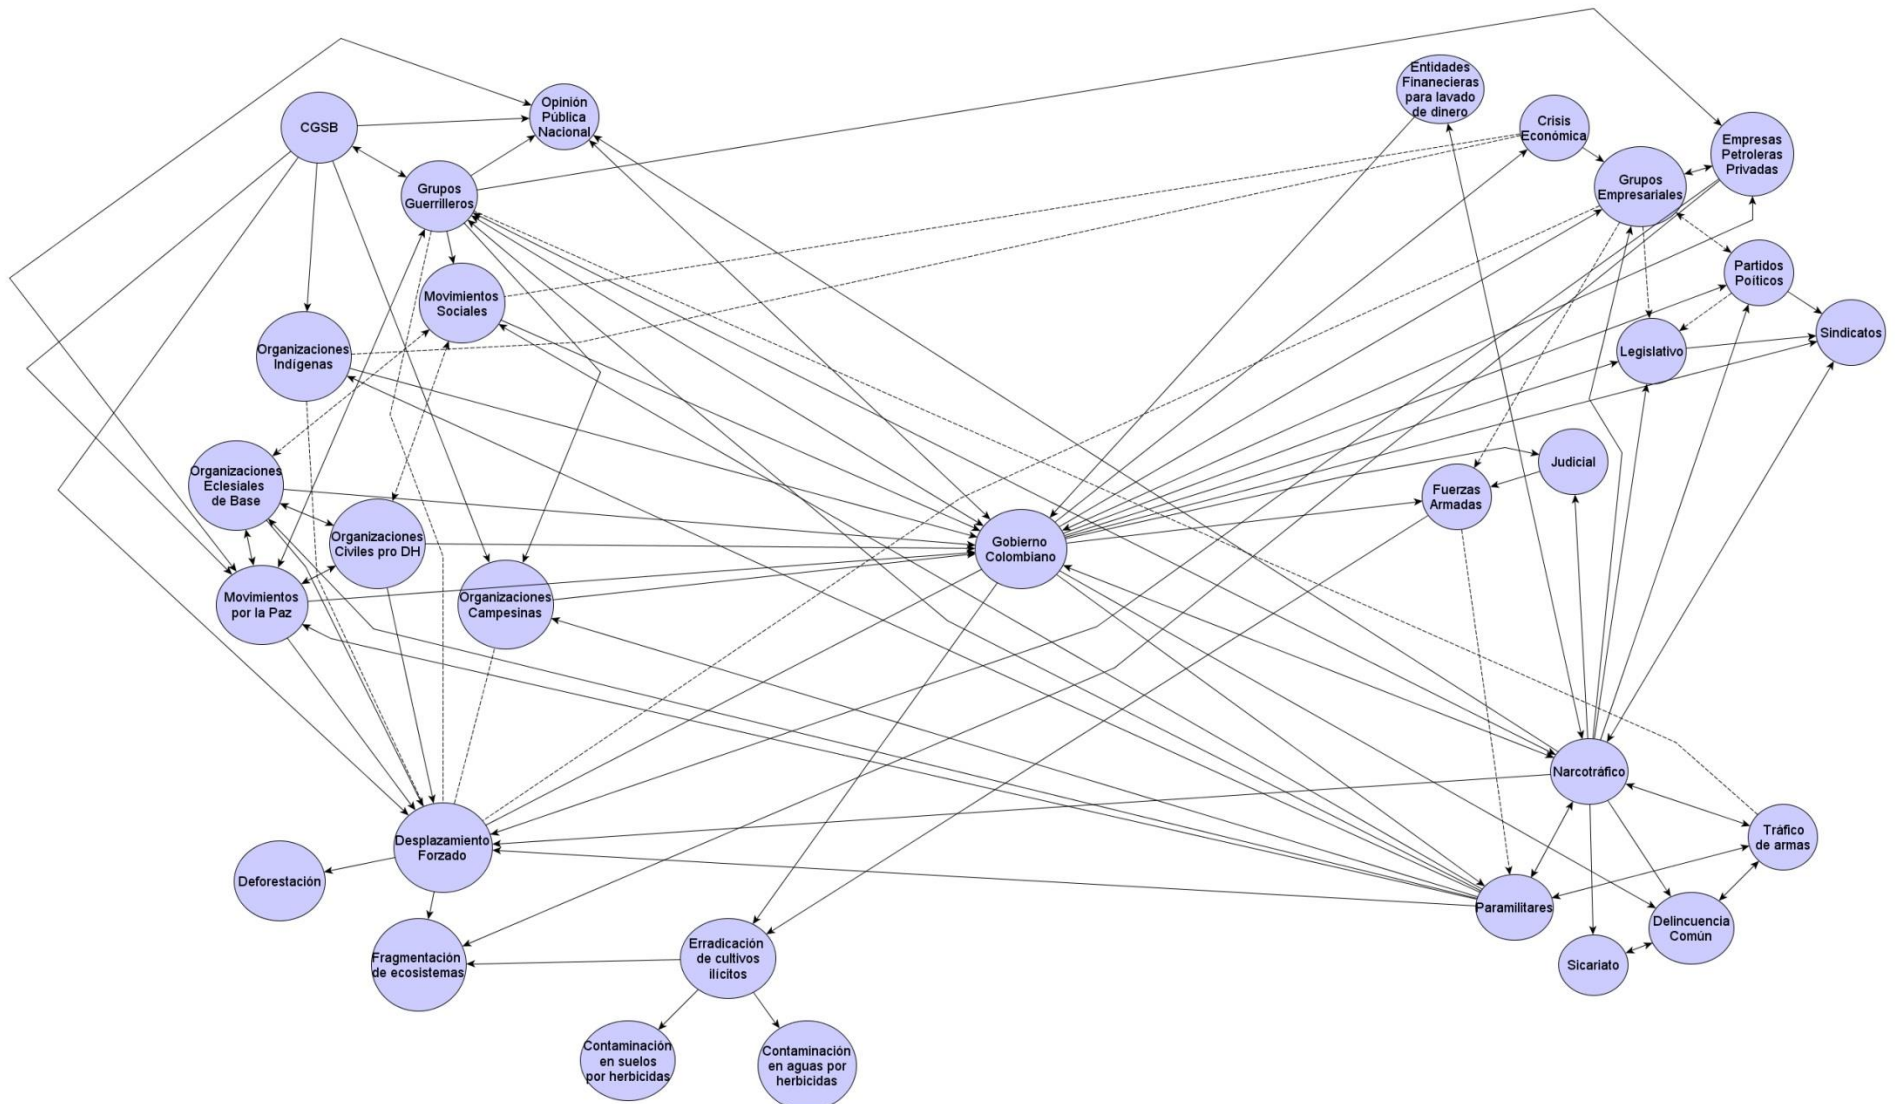 Entidades
Finanecieras
para lavado
de dinero
Opinión
Pública
Nacional
CGSB
Crisis
Económica
Empresas
Petroleras
Privadas
Grupos
Guerrilleros
Grupos
Empresariales
Partidos
Poíticos
Movimientos
Sociales
Sindicatos
Organizaciones
Indígenas
Legislativo
Judicial
Organizaciones
Eclesiales
de Base
Fuerzas
Armadas
Organizaciones
Civiles pro DH
Gobierno
Colombiano
Movimientos
por la Paz
Organizaciones
Campesinas
Narcotráfico
Tráfico
de armas
Desplazamiento
Forzado
Deforestación
Paramilitares
Delincuencia
Común
Fragmentación
de ecosistemas
Erradicación
de cultivos
ilícitos
Sicariato
Contaminación
en suelos
por herbicidas
Contaminación
en aguas por
herbicidas